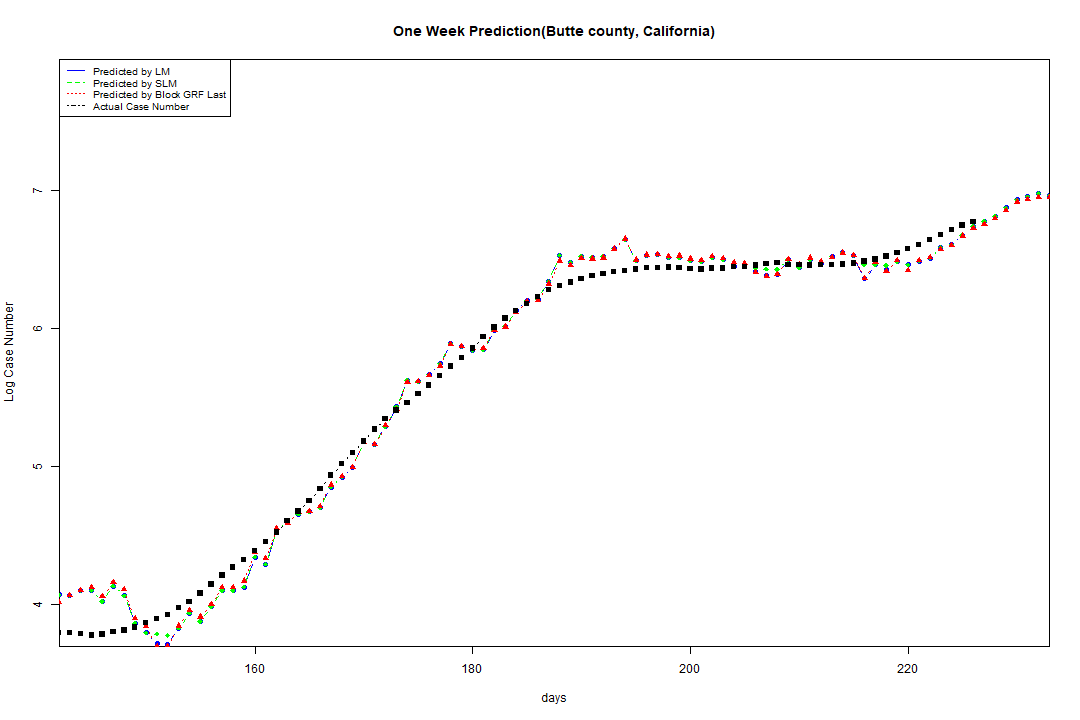 One Week Prediction(Butte county, California)
Predicted by LM
Predicted by SLM
Predicted by Block GRF Last
Actual Case Number
7
6
5
4
Log Case Number
160
180
200
220
days